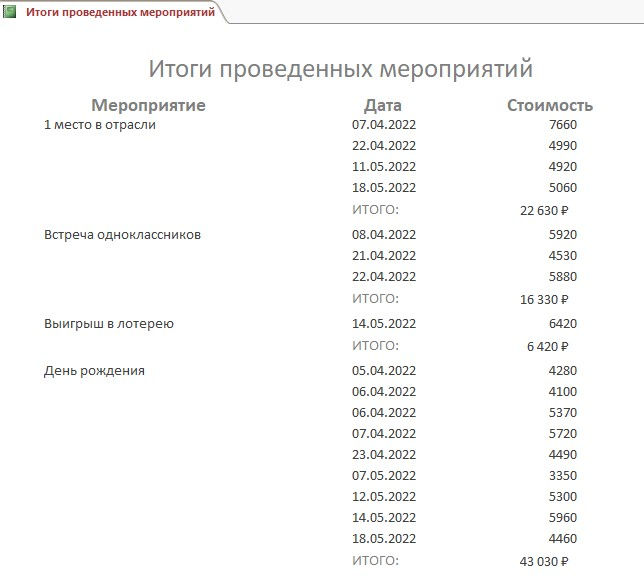 Итоги проведенных мероприятий
Итоги проведенных мероприятий
Мероприятие Дата Стоимость
1 место в отрасли 07.04.2022 7660
22.04.2022 4990
11.05.2022 4920
18.05.2022 5060
ИТОГО: 22 630 ₽
Встреча одноклассников 08.04.2022 5920
21.04.2022 4530
22.04.2022 5880
ИТОГО: 16 330 ₽
Выигрыш в лотерею 14.05.2022 6420
ИТОГО: 6 420 ₽
День рождения 05.04.2022 4280
06.04.2022 4100
06.04.2022 5370
07.04.2022 5720
23.04.2022 4490
07.05.2022 3350
12.05.2022 5300
14.05.2022 5960
18.05.2022 4460
ИТОГО: 43 030 ₽